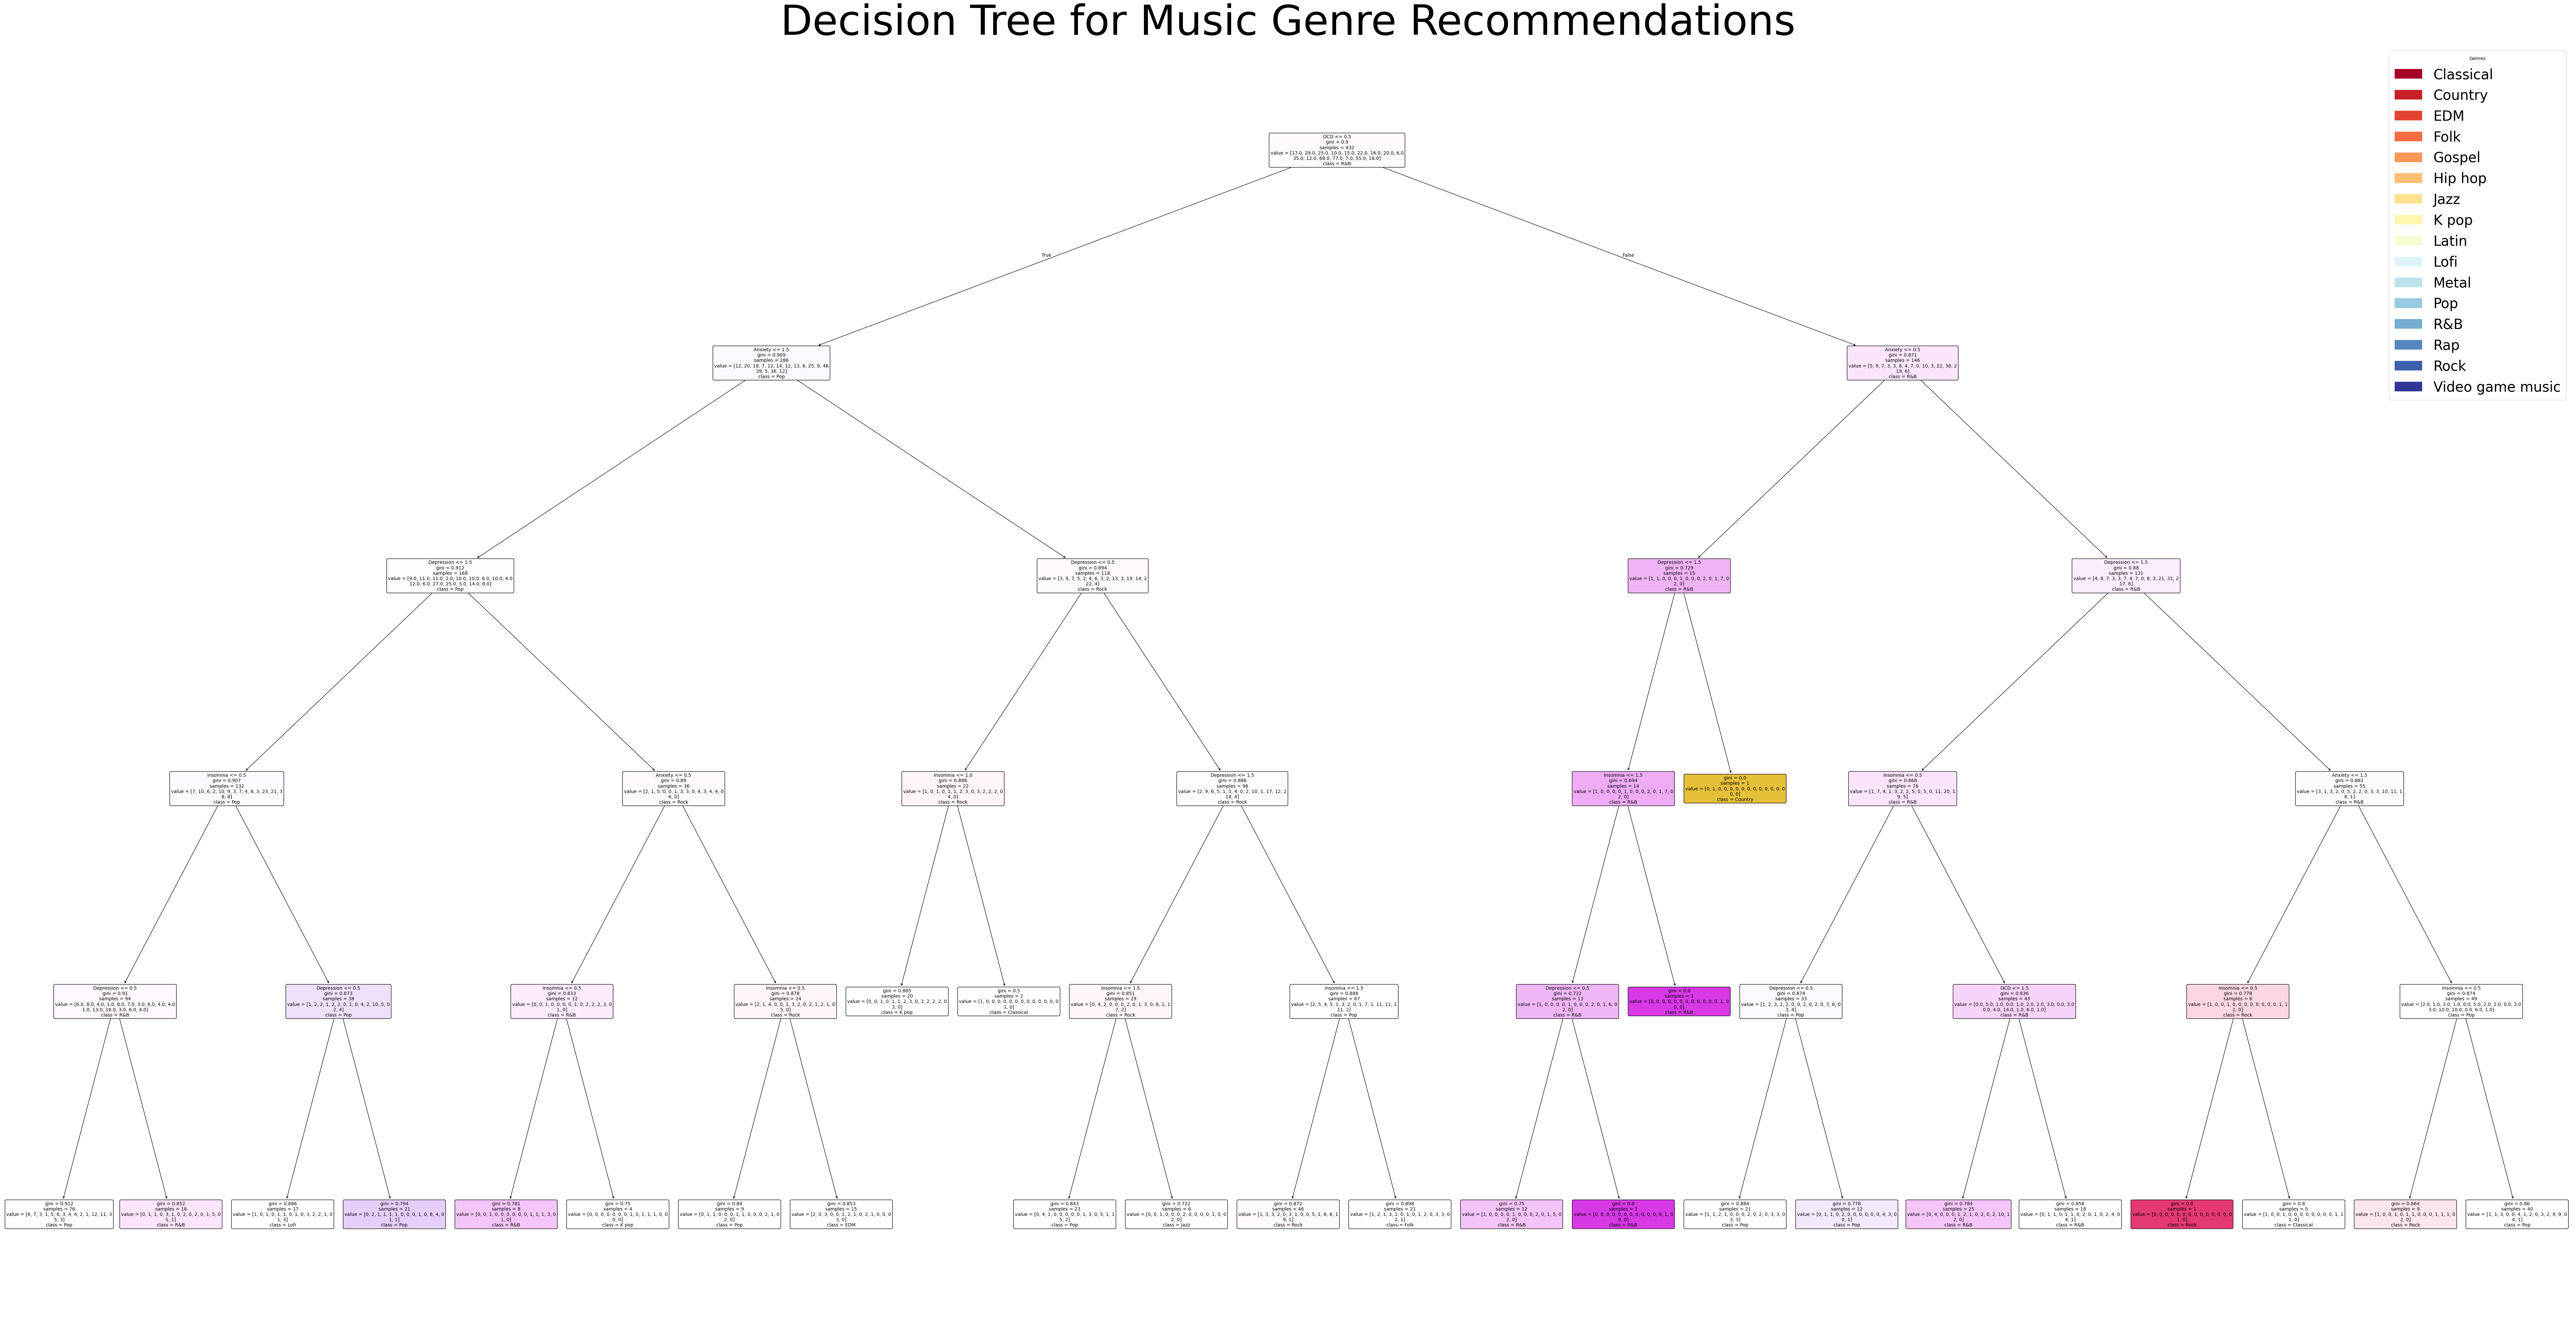 Decision Tree for Music Genre Recommendations
Genres
Classical
Country
EDM
Folk
Gospel
Hip hop
Jazz
K pop
Latin
Lofi
Metal
Pop
R&B
Rap
Rock
Video game music
OCD <= 0.5
gini = 0.9
samples = 432
value = [17.0, 29.0, 25.0, 10.0, 15.0, 22.0, 16.0, 20.0, 6.0
35.0, 12.0, 68.0, 77.0, 7.0, 55.0, 18.0]
class = R&B
True
False
Anxiety <= 1.5
gini = 0.909
samples = 286
value = [12, 20, 18, 7, 12, 14, 12, 13, 6, 25, 9, 46
39, 5, 36, 12]
class = Pop
Anxiety <= 0.5
gini = 0.871
samples = 146
value = [5, 9, 7, 3, 3, 8, 4, 7, 0, 10, 3, 22, 38, 2
19, 6]
class = R&B
Depression <= 1.5
gini = 0.912
samples = 168
value = [9.0, 11.0, 11.0, 2.0, 10.0, 10.0, 6.0, 10.0, 4.0
12.0, 6.0, 27.0, 25.0, 3.0, 14.0, 8.0]
class = Pop
Depression <= 0.5
gini = 0.894
samples = 118
value = [3, 9, 7, 5, 2, 4, 6, 3, 2, 13, 3, 19, 14, 2
22, 4]
class = Rock
Depression <= 1.5
gini = 0.729
samples = 15
value = [1, 1, 0, 0, 0, 1, 0, 0, 0, 2, 0, 1, 7, 0
2, 0]
class = R&B
Depression <= 1.5
gini = 0.88
samples = 131
value = [4, 8, 7, 3, 3, 7, 4, 7, 0, 8, 3, 21, 31, 2
17, 6]
class = R&B
Insomnia <= 0.5
gini = 0.907
samples = 132
value = [7, 10, 6, 2, 10, 9, 3, 7, 4, 8, 3, 23, 21, 3
8, 8]
class = Pop
Anxiety <= 0.5
gini = 0.89
samples = 36
value = [2, 1, 5, 0, 0, 1, 3, 3, 0, 4, 3, 4, 4, 0
6, 0]
class = Rock
Insomnia <= 1.0
gini = 0.888
samples = 22
value = [1, 0, 1, 0, 1, 1, 2, 3, 0, 3, 2, 2, 2, 0
4, 0]
class = Rock
Depression <= 1.5
gini = 0.886
samples = 96
value = [2, 9, 6, 5, 1, 3, 4, 0, 2, 10, 1, 17, 12, 2
18, 4]
class = Rock
Insomnia <= 1.5
gini = 0.694
samples = 14
value = [1, 0, 0, 0, 0, 1, 0, 0, 0, 2, 0, 1, 7, 0
2, 0]
class = R&B
gini = 0.0
samples = 1
value = [0, 1, 0, 0, 0, 0, 0, 0, 0, 0, 0, 0, 0, 0
0, 0]
class = Country
Insomnia <= 0.5
gini = 0.868
samples = 76
value = [1, 7, 4, 1, 3, 2, 2, 5, 0, 5, 0, 11, 20, 1
9, 5]
class = R&B
Anxiety <= 1.5
gini = 0.881
samples = 55
value = [3, 1, 3, 2, 0, 5, 2, 2, 0, 3, 3, 10, 11, 1
8, 1]
class = R&B
Depression <= 0.5
gini = 0.91
samples = 94
class = R&B
Depression <= 0.5
gini = 0.873
samples = 38
value = [1, 2, 2, 1, 2, 2, 0, 1, 0, 4, 2, 10, 5, 0
2, 4]
class = Pop
Insomnia <= 0.5
gini = 0.833
samples = 12
value = [0, 0, 1, 0, 0, 0, 0, 1, 0, 2, 2, 2, 3, 0
1, 0]
class = R&B
Insomnia <= 0.5
gini = 0.878
samples = 24
value = [2, 1, 4, 0, 0, 1, 3, 2, 0, 2, 1, 2, 1, 0
5, 0]
class = Rock
gini = 0.885
samples = 20
value = [0, 0, 1, 0, 1, 1, 2, 3, 0, 3, 2, 2, 2, 0
3, 0]
class = K pop
gini = 0.5
samples = 2
value = [1, 0, 0, 0, 0, 0, 0, 0, 0, 0, 0, 0, 0, 0
1, 0]
class = Classical
Insomnia <= 1.5
gini = 0.851
samples = 29
value = [0, 4, 2, 0, 0, 0, 2, 0, 1, 3, 0, 6, 1, 1
7, 2]
class = Rock
Insomnia <= 1.5
gini = 0.888
samples = 67
value = [2, 5, 4, 5, 1, 3, 2, 0, 1, 7, 1, 11, 11, 1
11, 2]
class = Pop
Depression <= 0.5
gini = 0.722
samples = 13
value = [1, 0, 0, 0, 0, 1, 0, 0, 0, 2, 0, 1, 6, 0
2, 0]
class = R&B
gini = 0.0
samples = 1
value = [0, 0, 0, 0, 0, 0, 0, 0, 0, 0, 0, 0, 1, 0
0, 0]
class = R&B
Depression <= 0.5
gini = 0.874
samples = 33
value = [1, 2, 3, 1, 2, 0, 0, 2, 0, 2, 0, 7, 6, 0
3, 4]
class = Pop
OCD <= 1.5
gini = 0.836
samples = 43
value = [0.0, 5.0, 1.0, 0.0, 1.0, 2.0, 2.0, 3.0, 0.0, 3.0
0.0, 4.0, 14.0, 1.0, 6.0, 1.0]
class = R&B
Insomnia <= 0.5
gini = 0.778
samples = 6
value = [1, 0, 0, 1, 0, 0, 0, 0, 0, 0, 0, 0, 1, 1
2, 0]
class = Rock
Insomnia <= 0.5
gini = 0.874
samples = 49
value = [2.0, 1.0, 3.0, 1.0, 0.0, 5.0, 2.0, 2.0, 0.0, 3.0
3.0, 10.0, 10.0, 0.0, 6.0, 1.0]
class = Pop
gini = 0.912
samples = 76
value = [6, 7, 3, 1, 5, 6, 3, 4, 4, 2, 1, 12, 11, 3
5, 3]
class = Pop
gini = 0.852
samples = 18
value = [0, 1, 1, 0, 3, 1, 0, 2, 0, 2, 0, 1, 5, 0
1, 1]
class = R&B
gini = 0.886
samples = 17
value = [1, 0, 1, 0, 1, 1, 0, 1, 0, 3, 2, 2, 1, 0
1, 3]
class = Lofi
gini = 0.794
samples = 21
value = [0, 2, 1, 1, 1, 1, 0, 0, 0, 1, 0, 8, 4, 0
1, 1]
class = Pop
gini = 0.781
samples = 8
value = [0, 0, 1, 0, 0, 0, 0, 0, 0, 1, 1, 1, 3, 0
1, 0]
class = R&B
gini = 0.75
samples = 4
value = [0, 0, 0, 0, 0, 0, 0, 1, 0, 1, 1, 1, 0, 0
0, 0]
class = K pop
gini = 0.84
samples = 9
value = [0, 1, 1, 0, 0, 0, 1, 1, 0, 0, 0, 2, 1, 0
2, 0]
class = Pop
gini = 0.853
samples = 15
value = [2, 0, 3, 0, 0, 1, 2, 1, 0, 2, 1, 0, 0, 0
3, 0]
class = EDM
gini = 0.843
samples = 23
value = [0, 4, 1, 0, 0, 0, 0, 0, 1, 3, 0, 5, 1, 1
5, 2]
class = Pop
gini = 0.722
samples = 6
value = [0, 0, 1, 0, 0, 0, 2, 0, 0, 0, 0, 1, 0, 0
2, 0]
class = Jazz
gini = 0.872
samples = 46
value = [1, 3, 3, 2, 0, 3, 1, 0, 0, 5, 1, 8, 8, 1
9, 1]
class = Rock
gini = 0.898
samples = 21
value = [1, 2, 1, 3, 1, 0, 1, 0, 1, 2, 0, 3, 3, 0
2, 1]
class = Folk
gini = 0.75
samples = 12
value = [1, 0, 0, 0, 0, 1, 0, 0, 0, 2, 0, 1, 5, 0
2, 0]
class = R&B
gini = 0.0
samples = 1
value = [0, 0, 0, 0, 0, 0, 0, 0, 0, 0, 0, 0, 1, 0
0, 0]
class = R&B
gini = 0.884
samples = 21
value = [1, 1, 2, 1, 0, 0, 0, 2, 0, 2, 0, 3, 3, 0
3, 3]
class = Pop
gini = 0.778
samples = 12
value = [0, 1, 1, 0, 2, 0, 0, 0, 0, 0, 0, 4, 3, 0
0, 1]
class = Pop
gini = 0.784
samples = 25
value = [0, 4, 0, 0, 0, 1, 2, 1, 0, 2, 0, 2, 10, 1
2, 0]
class = R&B
gini = 0.858
samples = 18
value = [0, 1, 1, 0, 1, 1, 0, 2, 0, 1, 0, 2, 4, 0
4, 1]
class = R&B
gini = 0.0
samples = 1
class = Rock
gini = 0.8
samples = 5
value = [1, 0, 0, 1, 0, 0, 0, 0, 0, 0, 0, 0, 1, 1
1, 0]
class = Classical
gini = 0.864
samples = 9
value = [1, 0, 0, 1, 0, 1, 1, 0, 0, 0, 1, 1, 1, 0
2, 0]
class = Rock
gini = 0.86
samples = 40
value = [1, 1, 3, 0, 0, 4, 1, 2, 0, 3, 2, 9, 9, 0
4, 1]
class = Pop